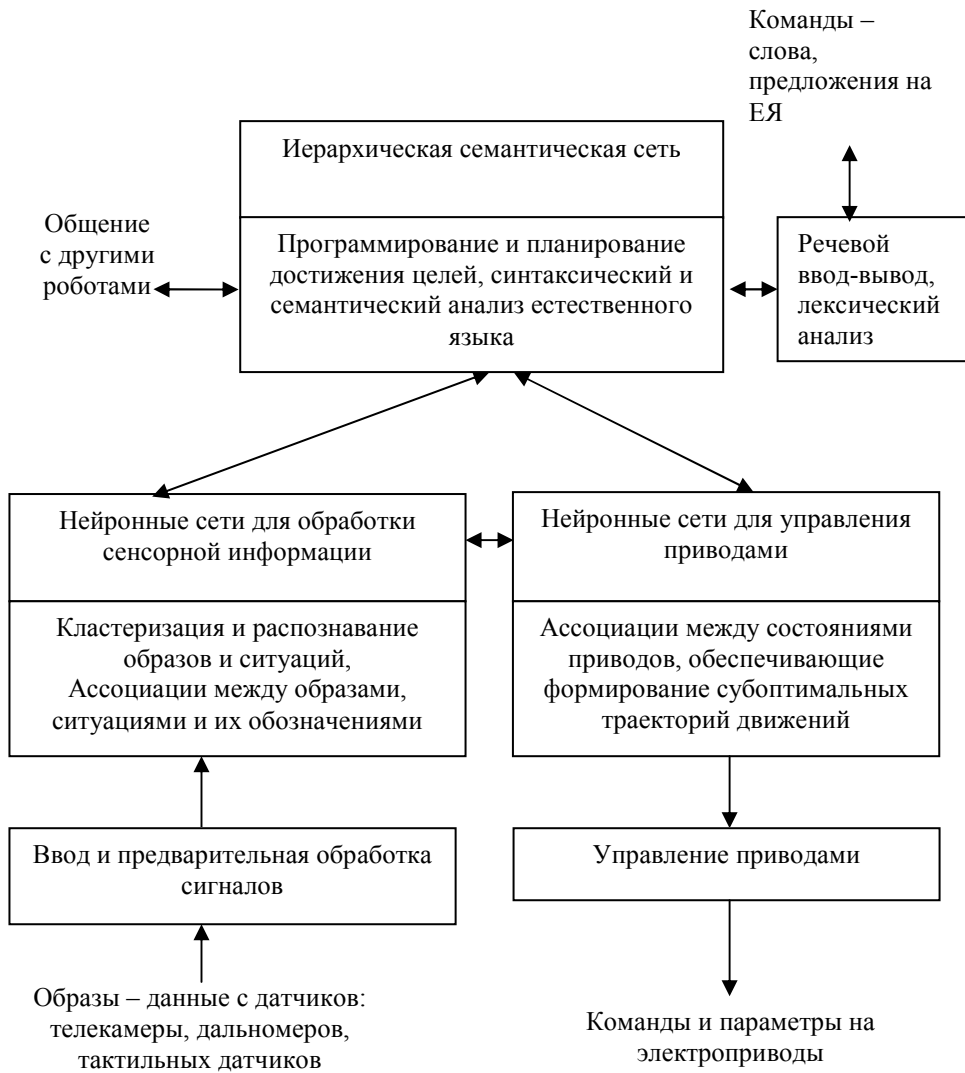 Команды –
слова,
предложения на
ЕЯ
Иерархическая семантическая сеть
Общение
с другими
роботами
Программирование и планирование
достижения целей, синтаксический и
семантический анализ естественного
языка
Речевой
ввод-вывод,
лексический
анализ
Нейронные сети для обработки
сенсорной информации
Нейронные сети для управления
приводами
Кластеризация и распознавание
образов и ситуаций,
Ассоциации между образами,
ситуациями и их обозначениями
Ассоциации между состояниями
приводов, обеспечивающие
формирование субоптимальных
траекторий движений
Ввод и предварительная обработка
сигналов
Управление приводами
Образы – данные с датчиков:
телекамеры, дальномеров,
тактильных датчиков
Команды и параметры на
электроприводы